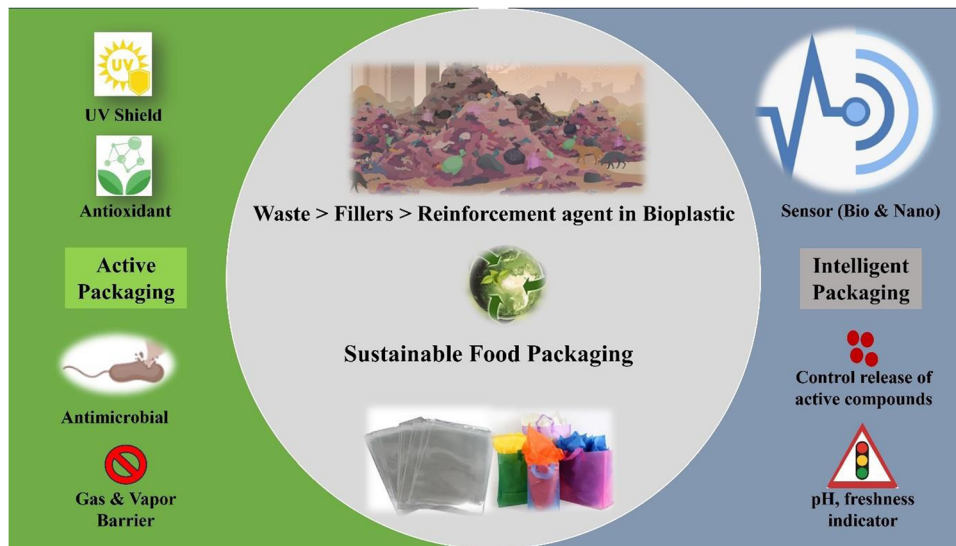 UV
UV Shield
Antioxidant
Active
Packaging
Antimicrobial
Gas & Vapor
Barrier
Waste > Fillers > Reinforcement agent in Bioplastic
Sustainable Food Packaging
Sensor (Bio & Nano)
Intelligent
Packaging
Control release of
active compounds
pH, freshness
indicator